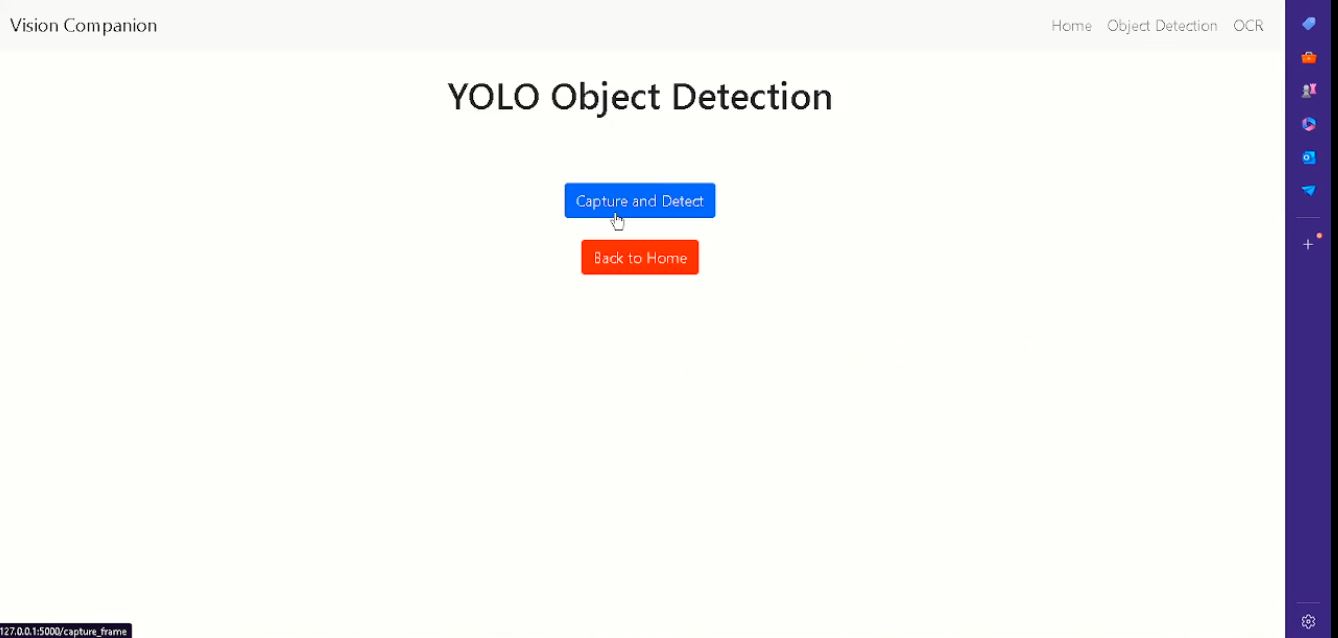 Vision Companion
Home Object Detection OCR
YOLO Object Detection
Capture and Detect
Back to Home
127.0.0.1:5000/capture_frame